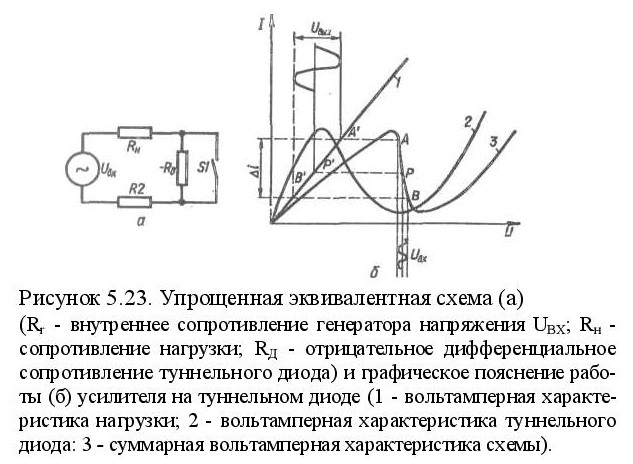 I
Uвых
1
2
3
A'
A
P'
P
B'
B
Δi
U
Uвх
б
Rн
Uвх
-Rд
S1
R2
а
Рисунок 5.23. Упрощенная эквивалентная схема (а)
(Rг - внутреннее сопротивление генератора напряжения UВХ; RН -
сопротивление нагрузки; RД - отрицательное дифференциальное
сопротивление туннельного диода) и графическое пояснение рабо-
ты (б) усилителя на туннельном диоде (1 - вольтамперная характе-
ристика нагрузки; 2 - вольтамперная характеристика туннельного
диода: 3 - суммарная вольтамперная характеристика схемы).